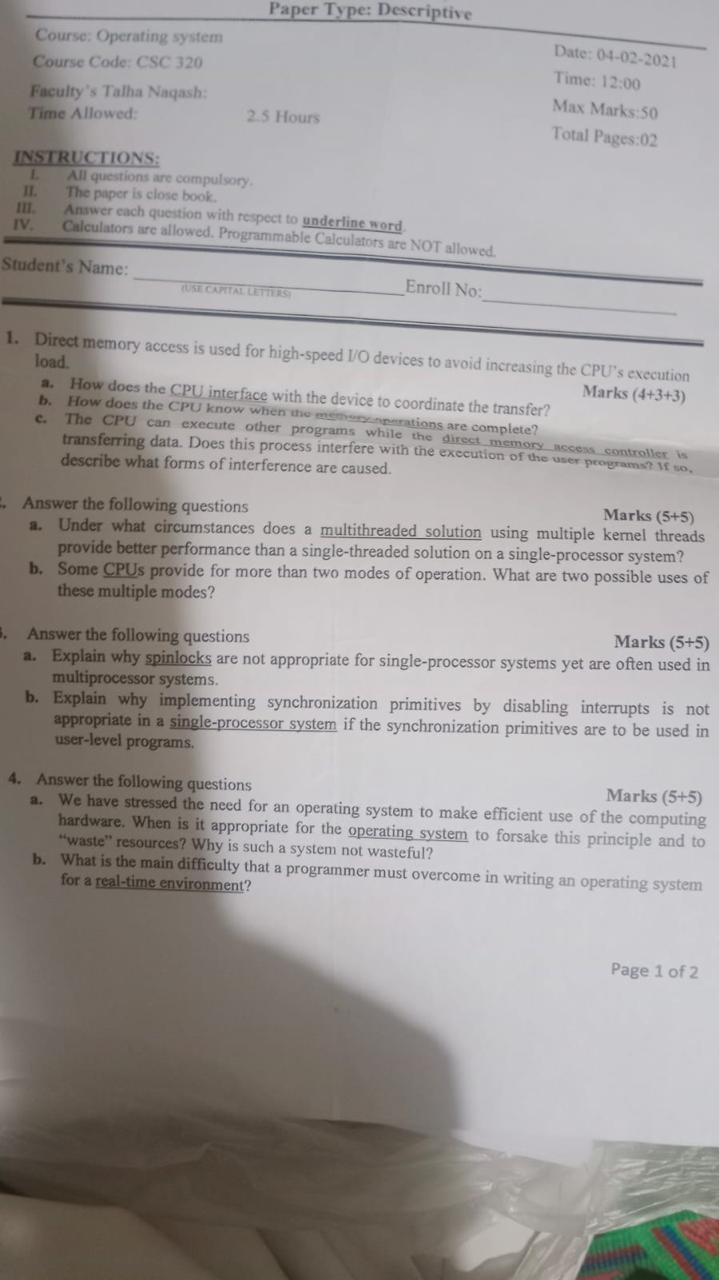 Paper Type: Descriptive
Course: Operating system
Date: 04-02-2021
Course Code: CSC 320
Time: 12:00
Faculty's Talha Naqash:
Max Marks:50
Time Allowed: 2.5 Hours
Total Pages:02
INSTRUCTIONS:
I. All questions are compulsory.
II. The paper is close book.
III. Answer each question with respect to underline word.
IV. Calculators are allowed. Programmable Calculators are NOT allowed.
Student's Name: Enroll No:
(USE CAPITAL LETTERS)
1. Direct memory access is used for high-speed I/O devices to avoid increasing the CPU's execution
load. Marks (4+3+3)
a. How does the CPU interface with the device to coordinate the transfer?
b. How does the CPU know when the memory operations are complete?
c. The CPU can execute other programs while the direct memory access controller is
transferring data. Does this process interfere with the execution of the user programs? If so,
describe what forms of interference are caused.
Answer the following questions Marks (5+5)
a. Under what circumstances does a multithreaded solution using multiple kernel threads
provide better performance than a single-threaded solution on a single-processor system?
b. Some CPUs provide for more than two modes of operation. What are two possible uses of
these multiple modes?
Answer the following questions Marks (5+5)
a. Explain why spinlocks are not appropriate for single-processor systems yet are often used in
multiprocessor systems.
b. Explain why implementing synchronization primitives by disabling interrupts is not
appropriate in a single-processor system if the synchronization primitives are to be used in
user-level programs.
4. Answer the following questions Marks (5+5)
a. We have stressed the need for an operating system to make efficient use of the computing
hardware. When is it appropriate for the operating system to forsake this principle and to
"waste" resources? Why is such a system not wasteful?
b. What is the main difficulty that a programmer must overcome in writing an operating system
for a real-time environment?
Page 1 of 2